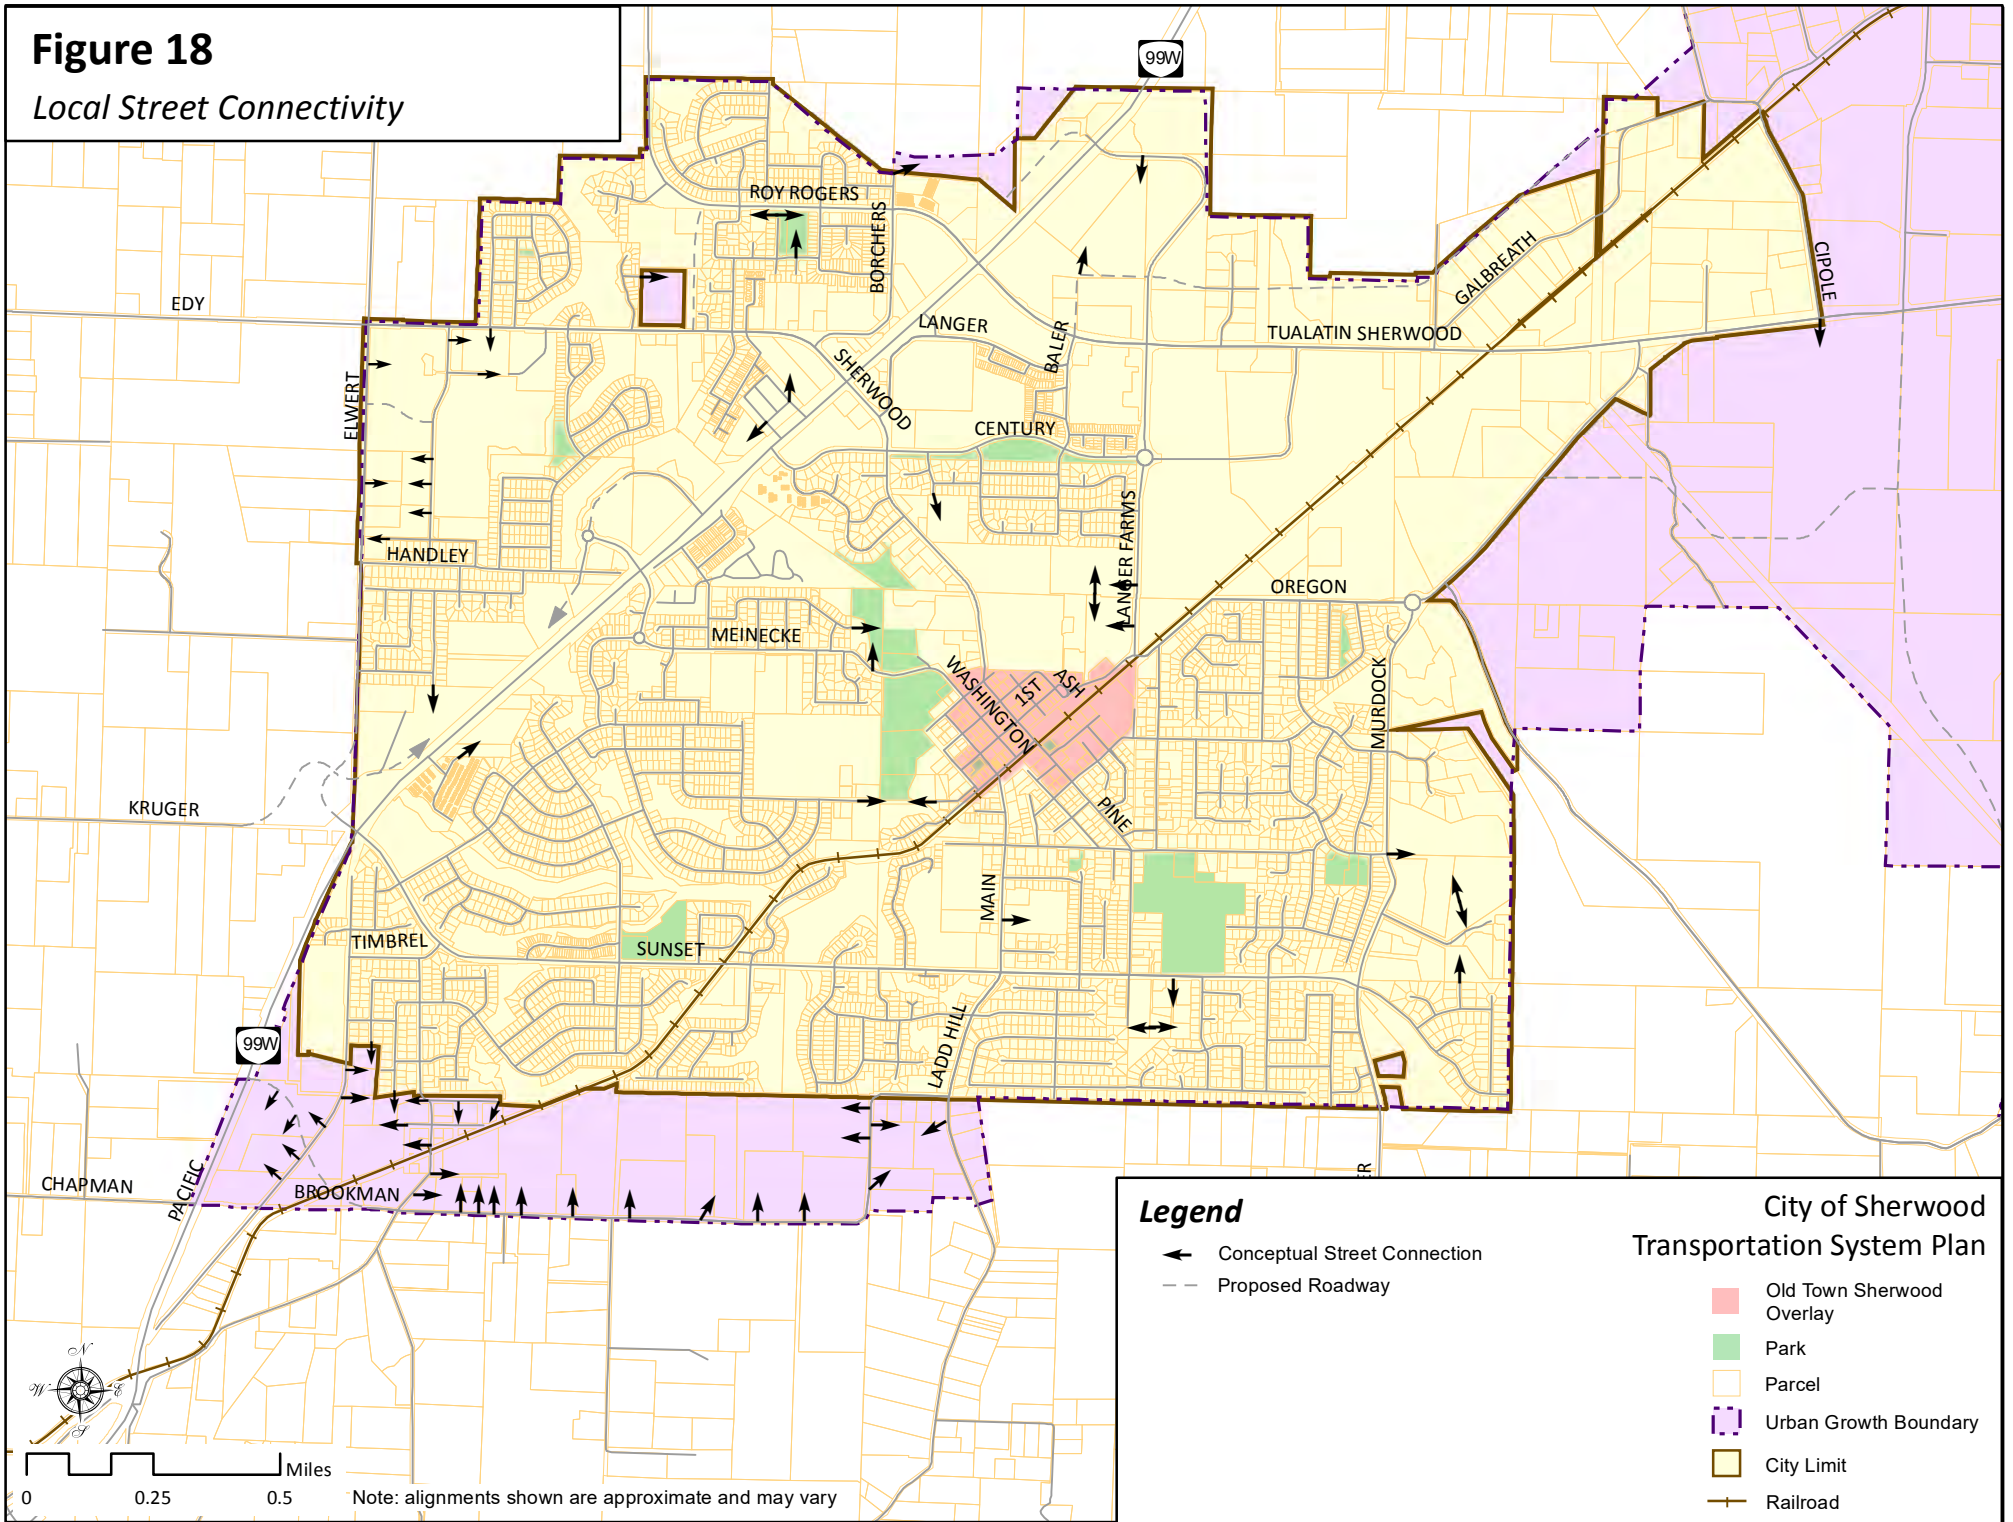 Figure 18
Local Street Connectivity
99W
ROY ROGERS
BORCHERS
EDY
LANGER
BALER
TUALATIN SHERWOOD
GALBREATH
CIPOLE
SHERWOOD
ELWERT
CENTURY
LANGER FARMS
HANDLEY
OREGON
MEINECKE
WASHINGTON
1ST
ASH
MURDOCK
KRUGER
PINE
MAIN
TIMBREL
SUNSET
99W
LADD HILL
CHAPMAN
PACIFIC
BROOKMAN
ER
Legend
Conceptual Street Connection
Proposed Roadway
City of Sherwood
Transportation System Plan
Old Town Sherwood
Overlay
Park
Parcel
Urban Growth Boundary
City Limit
Railroad
N
W E
S
Miles
0 0.25 0.5
Note: alignments shown are approximate and may vary